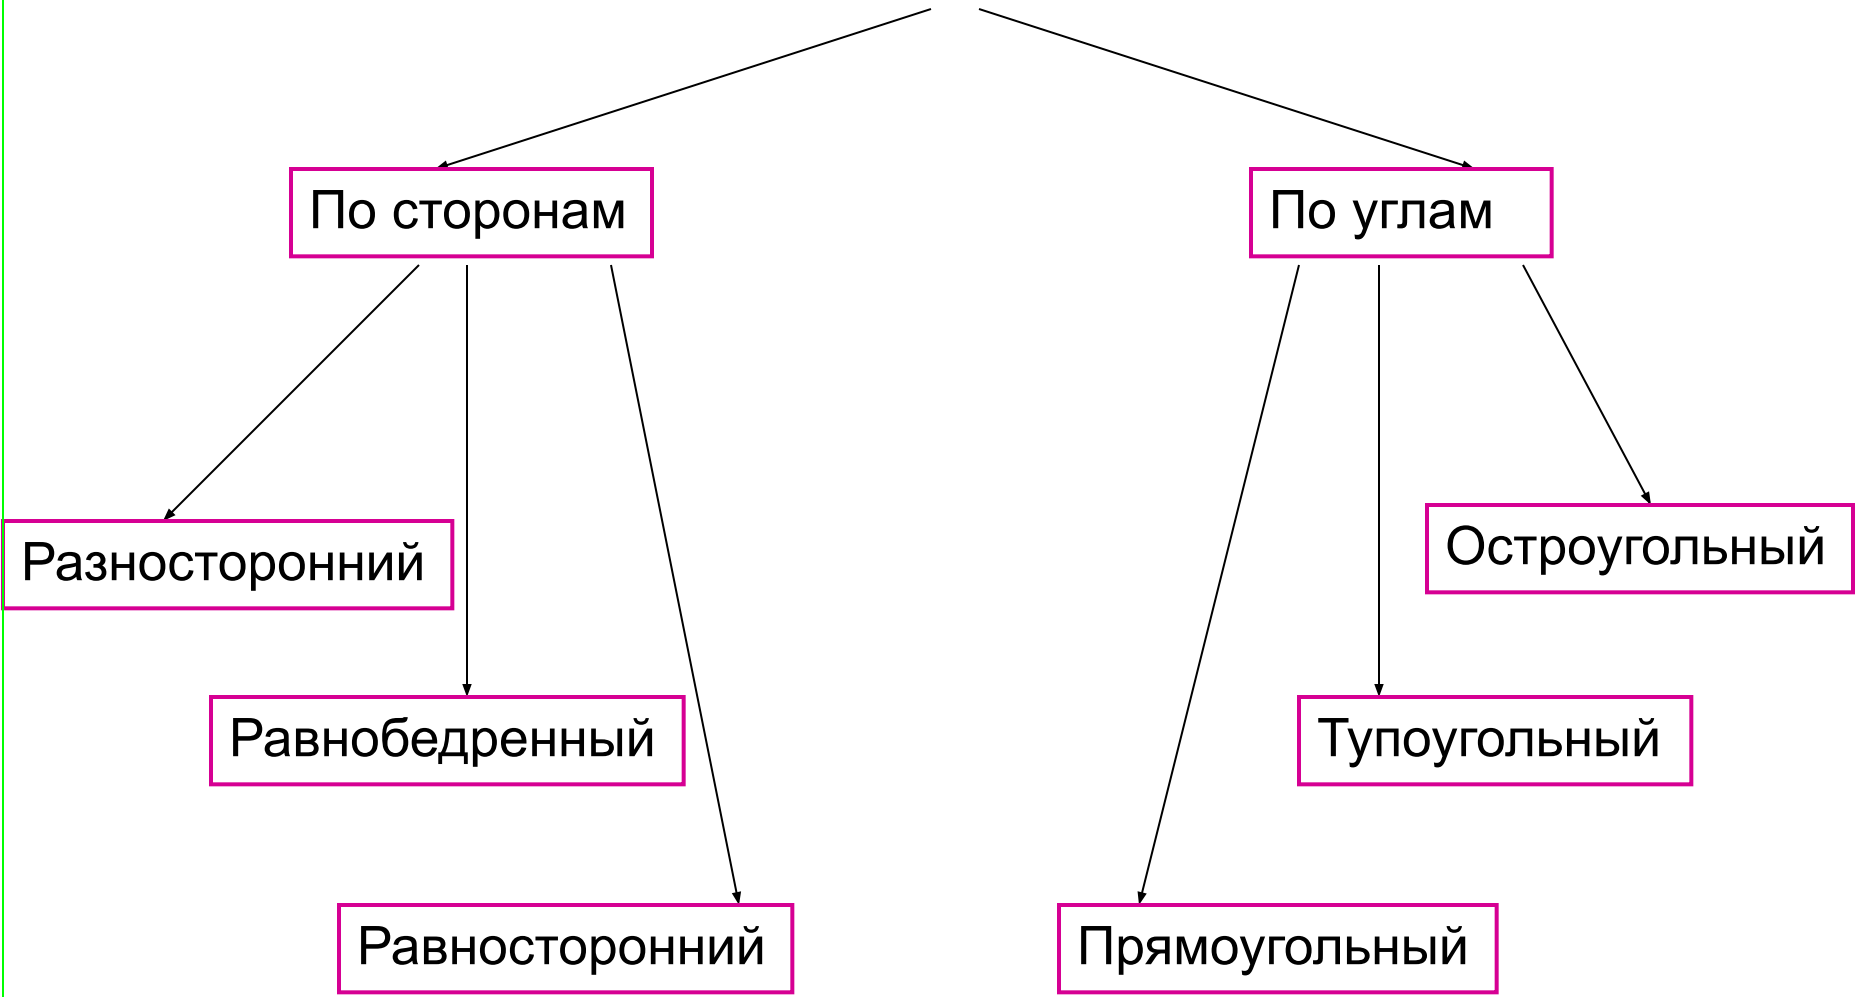 По сторонам
По углам
Разносторонний
Остроугольный
Равнобедренный
Тупоугольный
Равносторонний
Прямоугольный